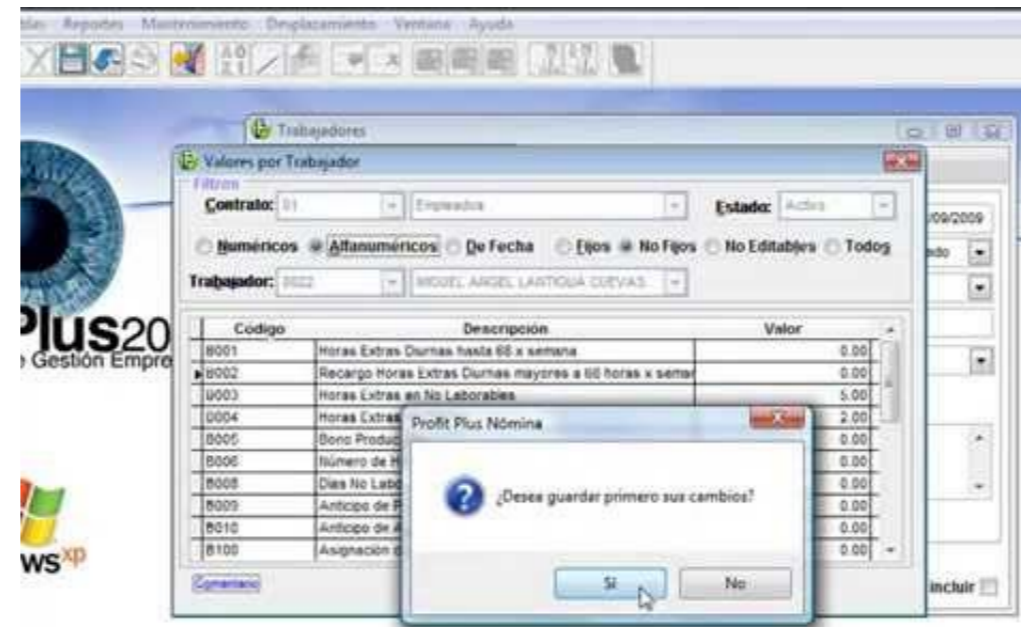 Reportes Mantenimiento Desplazamiento Ventana Ayuda
Trabajadores
Valores por Trabajador
Filtros
Contrato: 01 Empleados Estado: Activo
Numéricos Alfanuméricos De Fecha Fijos No Fijos No Editables Todos
Trabajador: 0022 MIGUEL ANGEL LANTIGUA CUEVAS
/09/2009
ado
Plus20
Gestión Empre
Código Descripción Valor
B001 Horas Extras Diurnas hasta 68 x semana 0.00
B002 Recargo Horas Extras Diurnas mayores a 68 horas x semar 0.00
B003 Horas Extras en No Laborables 5.00
B004 Horas Extras 2.00
B005 Bono Produc 0.00
B006 Número de H 0.00
B008 Dias No Labo 0.00
B009 Anticipo de P 0.00
B010 Anticipo de A 0.00
B100 Asignación d 0.00
Profit Plus Nómina
¿Desea guardar primero sus cambios?
Sí No
Comentario
incluir
ws xp